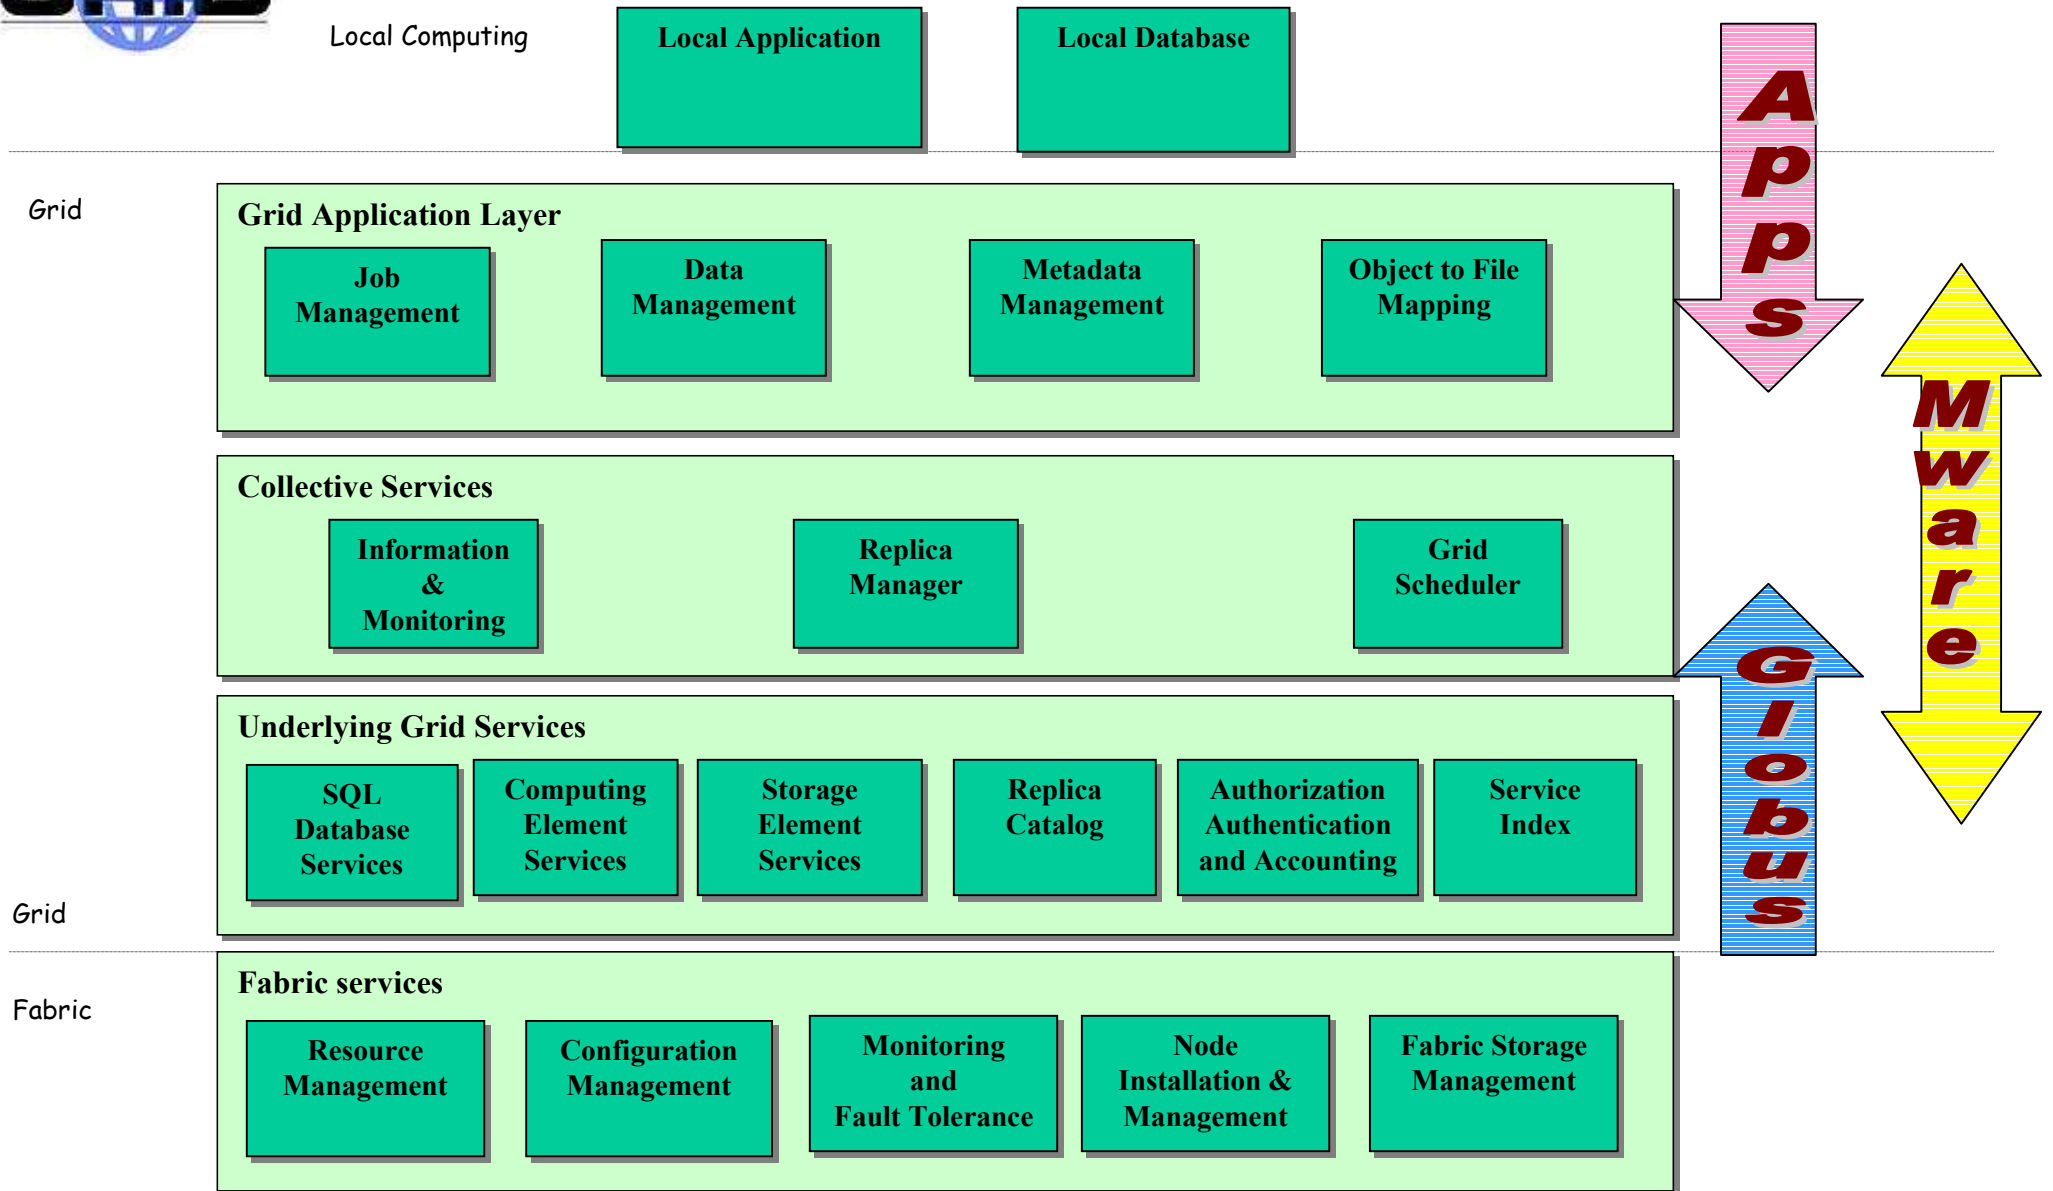 Local Computing
Local Application
Local Database
Grid
Grid Application Layer
Job
Management
Data
Management
Metadata
Management
Object to File
Mapping
Collective Services
Information
&
Monitoring
Replica
Manager
Grid
Scheduler
Underlying Grid Services
SQL
Database
Services
Computing
Element
Services
Storage
Element
Services
Replica
Catalog
Authorization
Authentication
and Accounting
Service
Index
Grid
Fabric
Fabric services
Resource
Management
Configuration
Management
Monitoring
and
Fault Tolerance
Node
Installation &
Management
Fabric Storage
Management
Apps
Mware
Globus